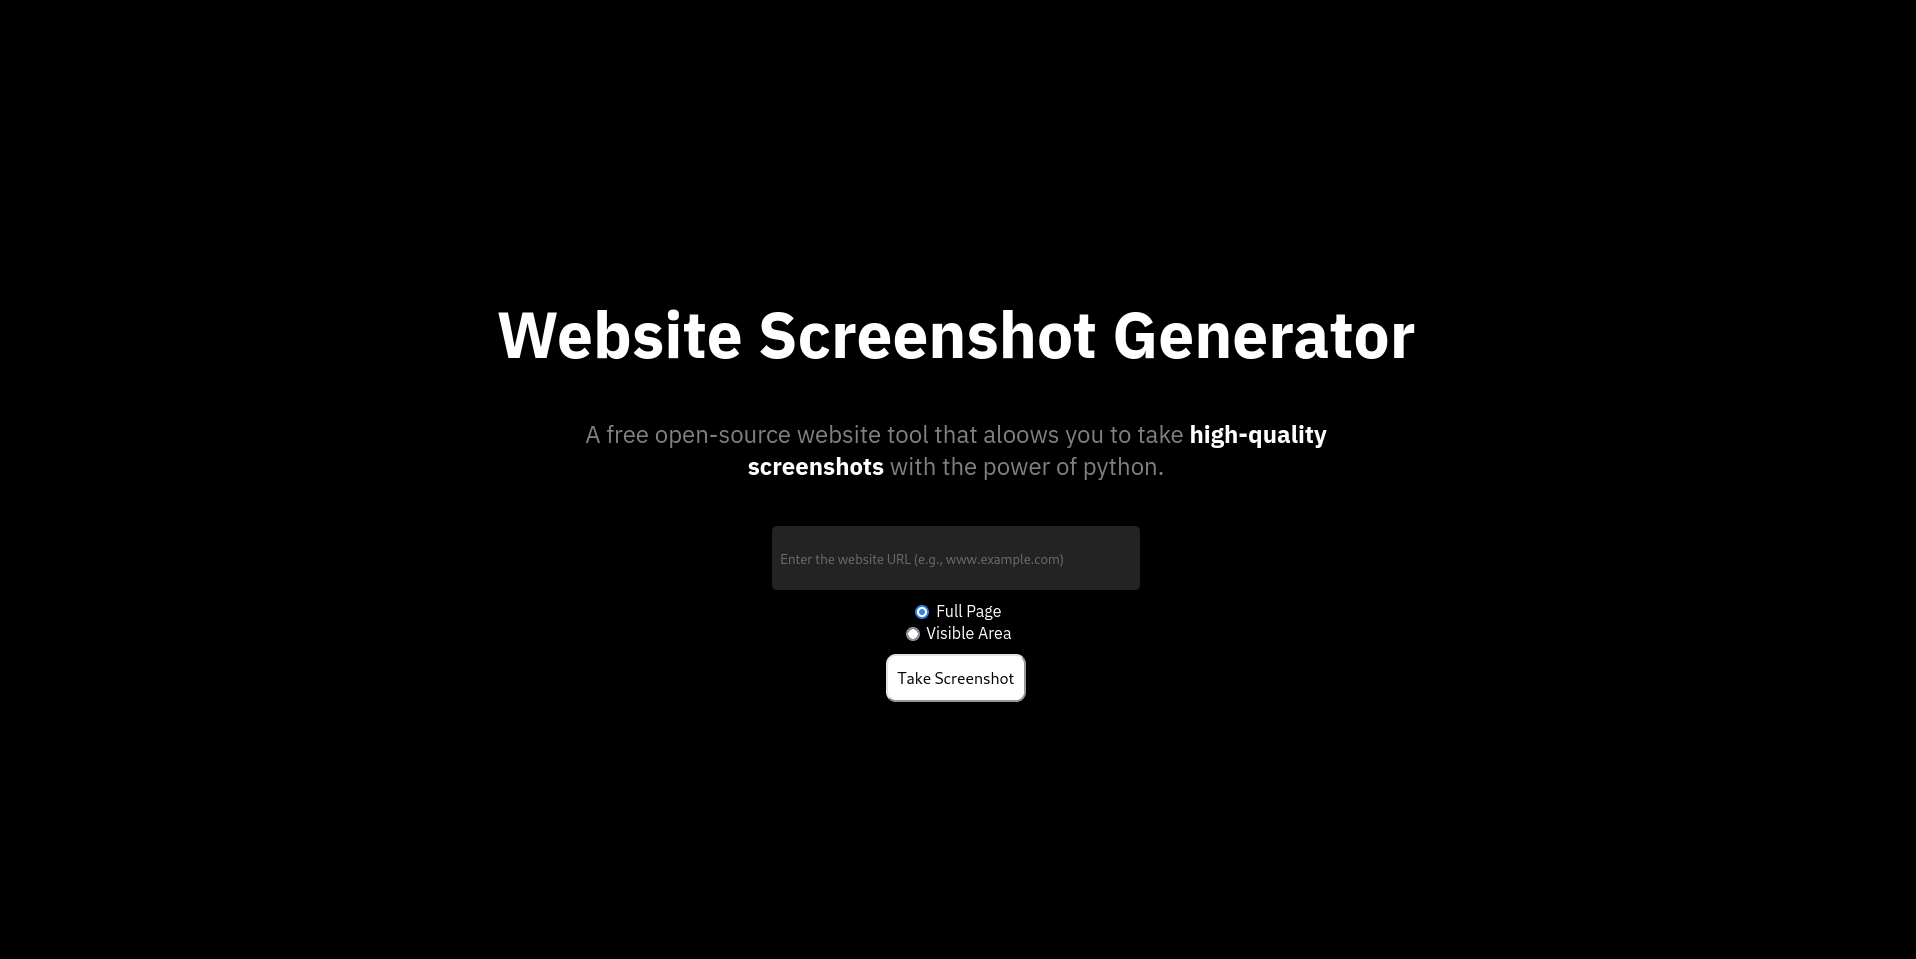 Website Screenshot Generator
A free open-source website tool that aloows you to take high-quality
screenshots with the power of python.
Enter the website URL (e.g., www.example.com)
Full Page
Visible Area
Take Screenshot